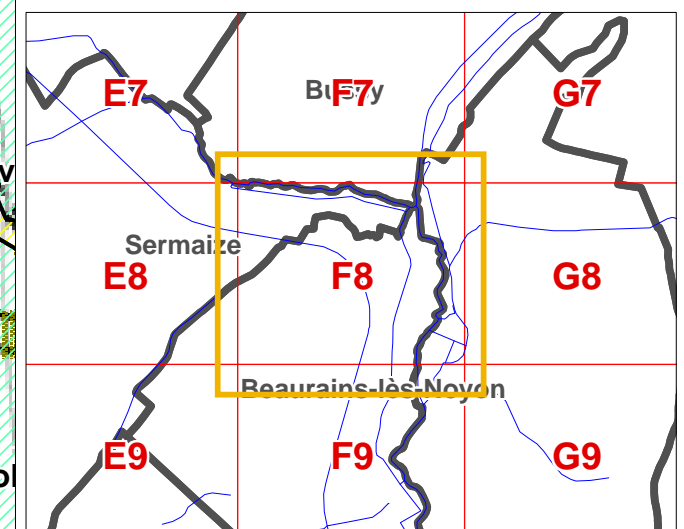 E7 F7 G7
Bussy
Sermaize
E8 F8 G8
Beaurains-lès-Noyon
E9 F9 G9